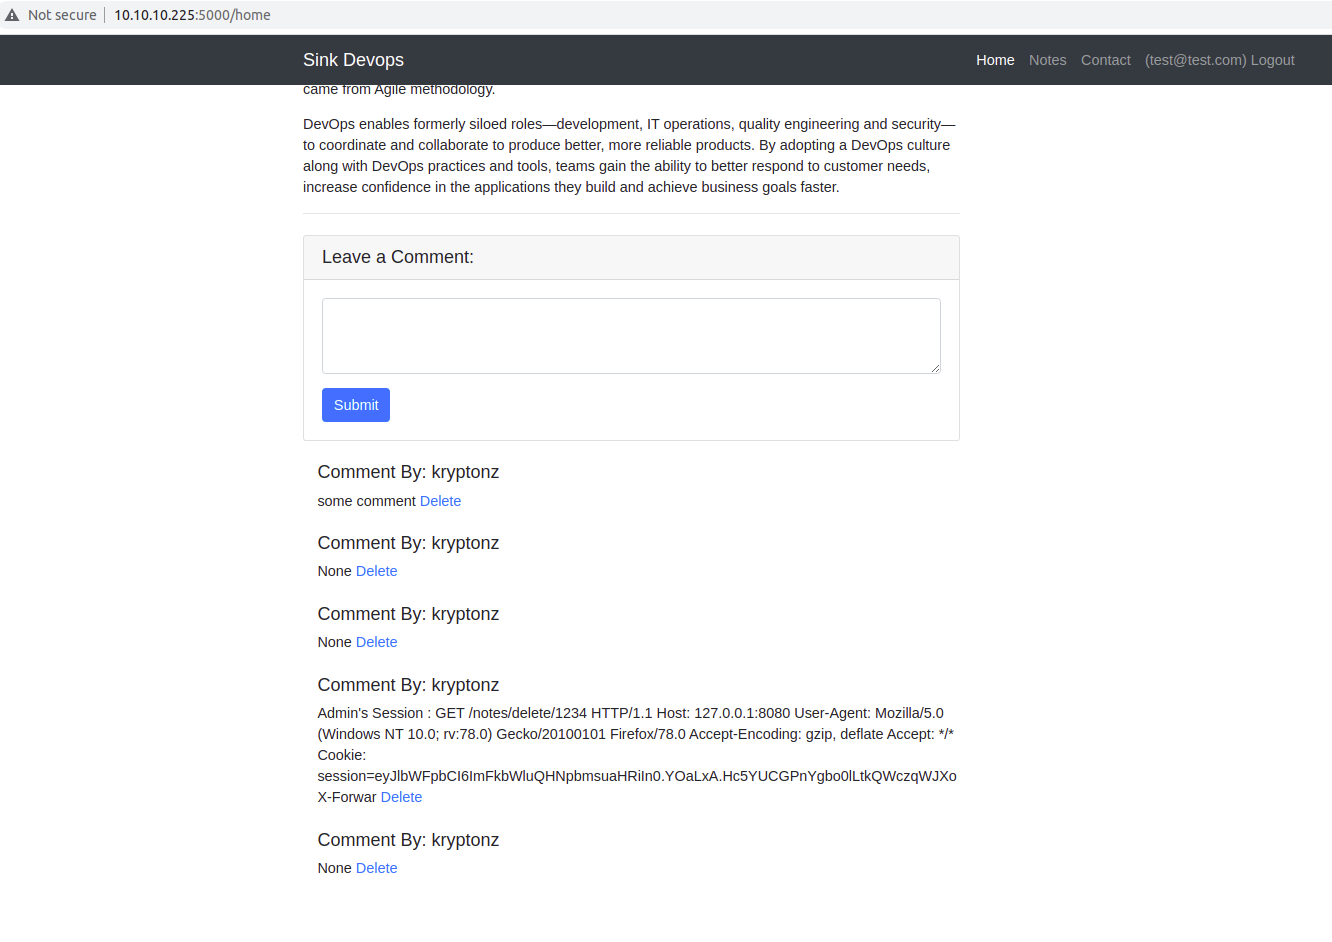 Not secure 10.10.10.225:5000/home
Sink Devops Home Notes Contact (test@test.com) Logout
came from Agile methodology.
DevOps enables formerly siloed roles—development, IT operations, quality engineering and security—
to coordinate and collaborate to produce better, more reliable products. By adopting a DevOps culture
along with DevOps practices and tools, teams gain the ability to better respond to customer needs,
increase confidence in the applications they build and achieve business goals faster.
Leave a Comment:
Submit
Comment By: kryptonz
some comment Delete
Comment By: kryptonz
None Delete
Comment By: kryptonz
None Delete
Comment By: kryptonz
Admin's Session : GET /notes/delete/1234 HTTP/1.1 Host: 127.0.0.1:8080 User-Agent: Mozilla/5.0
(Windows NT 10.0; rv:78.0) Gecko/20100101 Firefox/78.0 Accept-Encoding: gzip, deflate Accept: */*
Cookie:
session=eyJlbWFpbCI6ImFkbWluQHNpbmsuaHRiIn0.YOaLxA.Hc5YUCGPnYgbo0lLtkQWczqWJXo
X-Forwar Delete
Comment By: kryptonz
None Delete